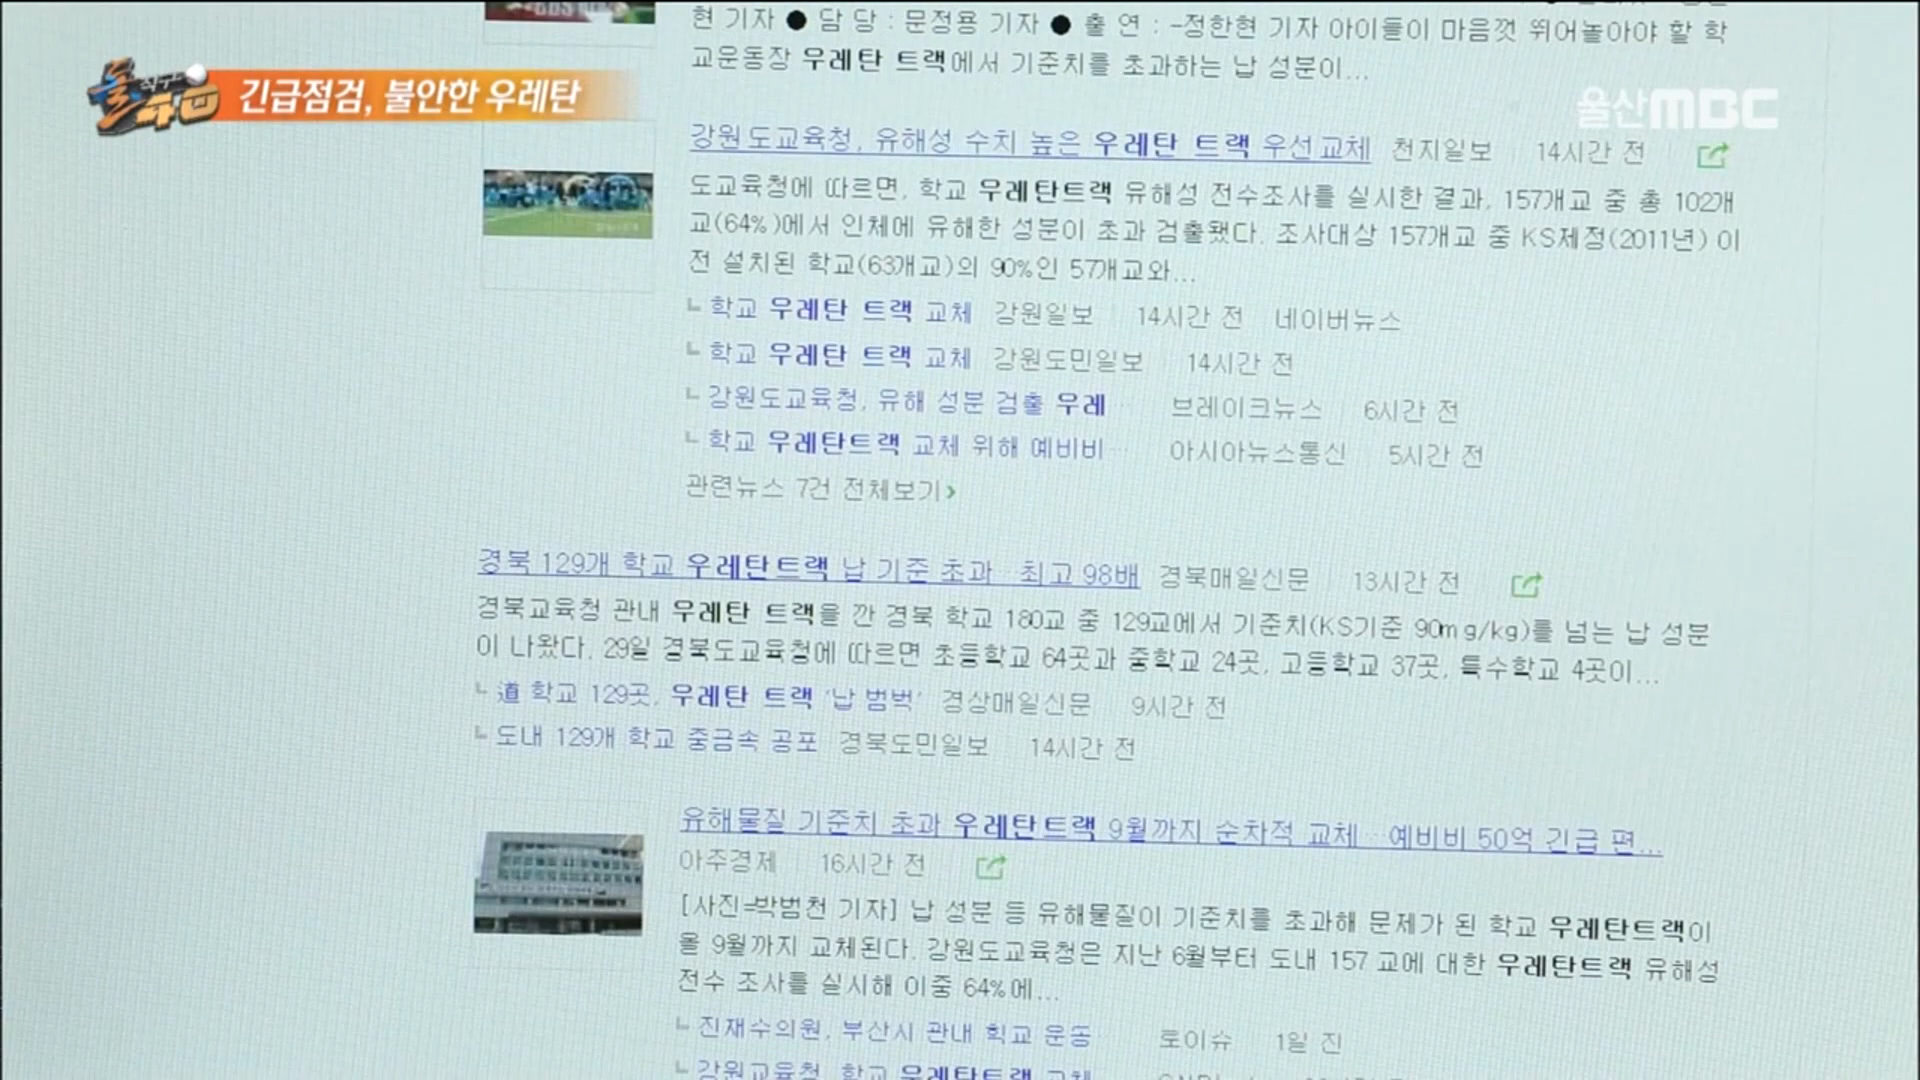 현 기자 ● 담 당 : 문정용 기자 ● 출 연 : -정한현 기자 아이들이 마음껏 뛰어놀아야 할 학
교운동장 우레탄 트랙에서 기준치를 초과하는 납 성분이...
돌직구
긴급점검, 불안한 우레탄
울산MBC
강원도교육청, 유해성 수치 높은 우레탄 트랙 우선교체 천지일보 14시간 전
도교육청에 따르면, 학교 우레탄트랙 유해성 전수조사를 실시한 결과, 157개교 중 총 102개
교(64%)에서 인체에 유해한 성분이 초과 검출됐다. 조사대상 157개교 중 KS제정(2011년) 이
전 설치된 학교(63개교)의 90%인 57개교와...
학교 우레탄 트랙 교체 강원일보 14시간 전 네이버뉴스
학교 우레탄 트랙 교체 강원도민일보 14시간 전
강원도교육청, 유해 성분 검출 우레… 브레이크뉴스 6시간 전
학교 우레탄트랙 교체 위해 예비비… 아시아뉴스통신 5시간 전
관련뉴스 7건 전체보기>
경북 129개 학교 우레탄트랙 납 기준 초과…최고 98배 경북매일신문 13시간 전
경북교육청 관내 우레탄 트랙을 깐 경북 학교 180교 중 129교에서 기준치(KS기준 90mg/kg)를 넘는 납 성분
이 나왔다. 29일 경북도교육청에 따르면 초등학교 64곳과 중학교 24곳, 고등학교 37곳, 특수학교 4곳이...
道 학교 129곳, 우레탄 트랙 '납 범벅' 경상매일신문 9시간 전
도내 129개 학교 중금속 공포 경북도민일보 14시간 전
유해물질 기준치 초과 우레탄트랙 9월까지 순차적 교체…예비비 50억 긴급 편...
아주경제 16시간 전
[사진=박범천 기자] 납 성분 등 유해물질이 기준치를 초과해 문제가 된 학교 우레탄트랙이
올 9월까지 교체된다. 강원도교육청은 지난 6월부터 도내 157 교에 대한 우레탄트랙 유해성
전수 조사를 실시해 이중 64%에...
진재수의원, 부산시 관내 학교 운동 로이슈 1일 전
강원교육청, 학교 우레탄트랙 교체